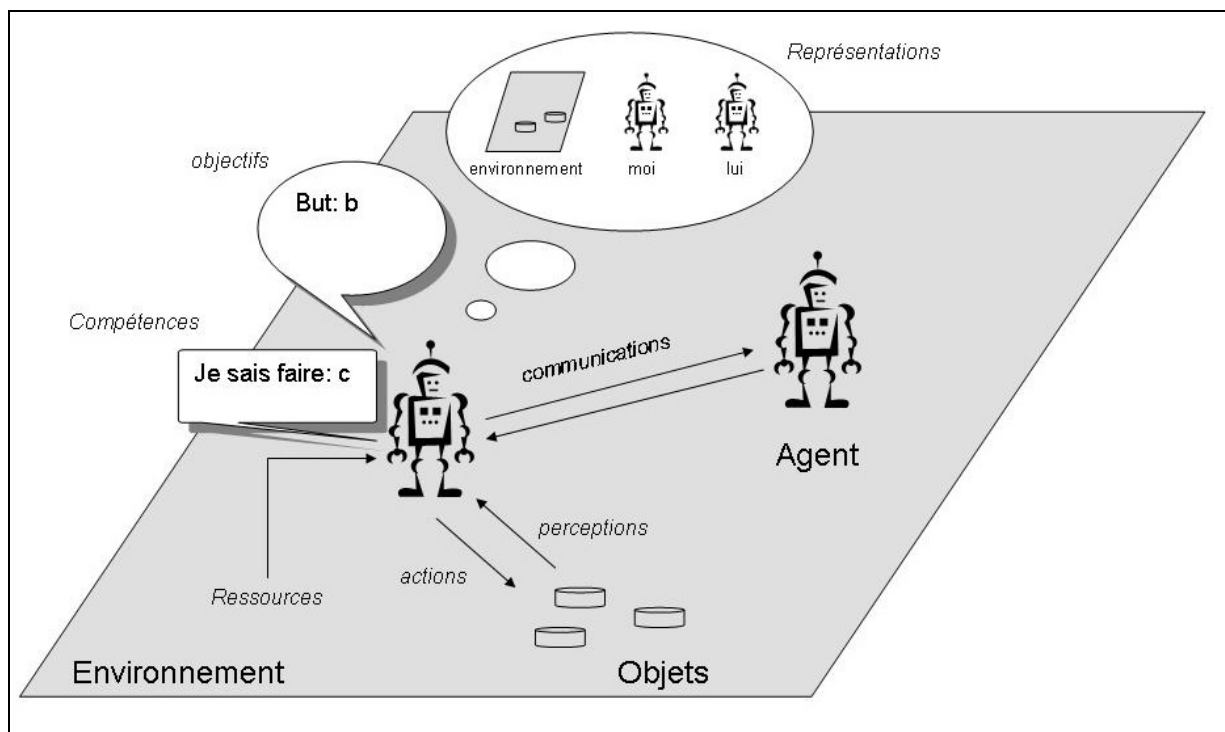 Représentations
environnement
moi
lui
objectifs
But: b
Compétences
Je sais faire: c
communications
Agent
perceptions
actions
Ressources
Environnement
Objets